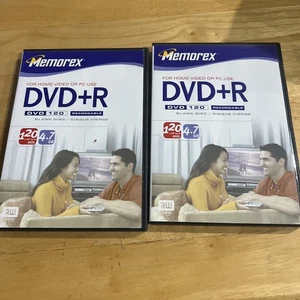 Memorex
FOR HOME VIDEO OR PC USE
DVD+R
DVD 120 RECORDABLE
BLANK DISC / DISQUE VIERGE
120
4.7
Memorex
FOR HOME VIDEO OR PC USE
DVD+R
DVD 120 RECORDABLE
BLANK DISC / DISQUE VIERGE
120
4.7